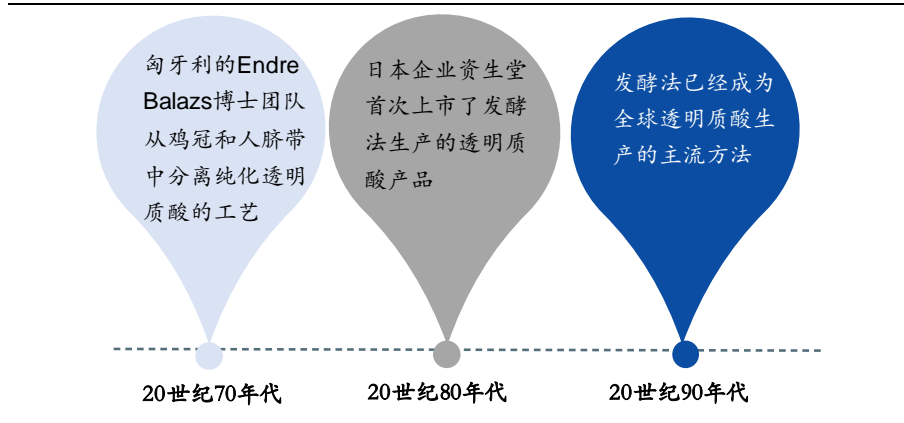 匈牙利的Endre
Balazs博士团队
从鸡冠和人脐带
中分离纯化透明
质酸的工艺
日本企业资生堂
首次上市了发酵
法生产的透明质
酸产品
发酵法已经成为
全球透明质酸生
产的主流方法
20世纪70年代
20世纪80年代
20世纪90年代